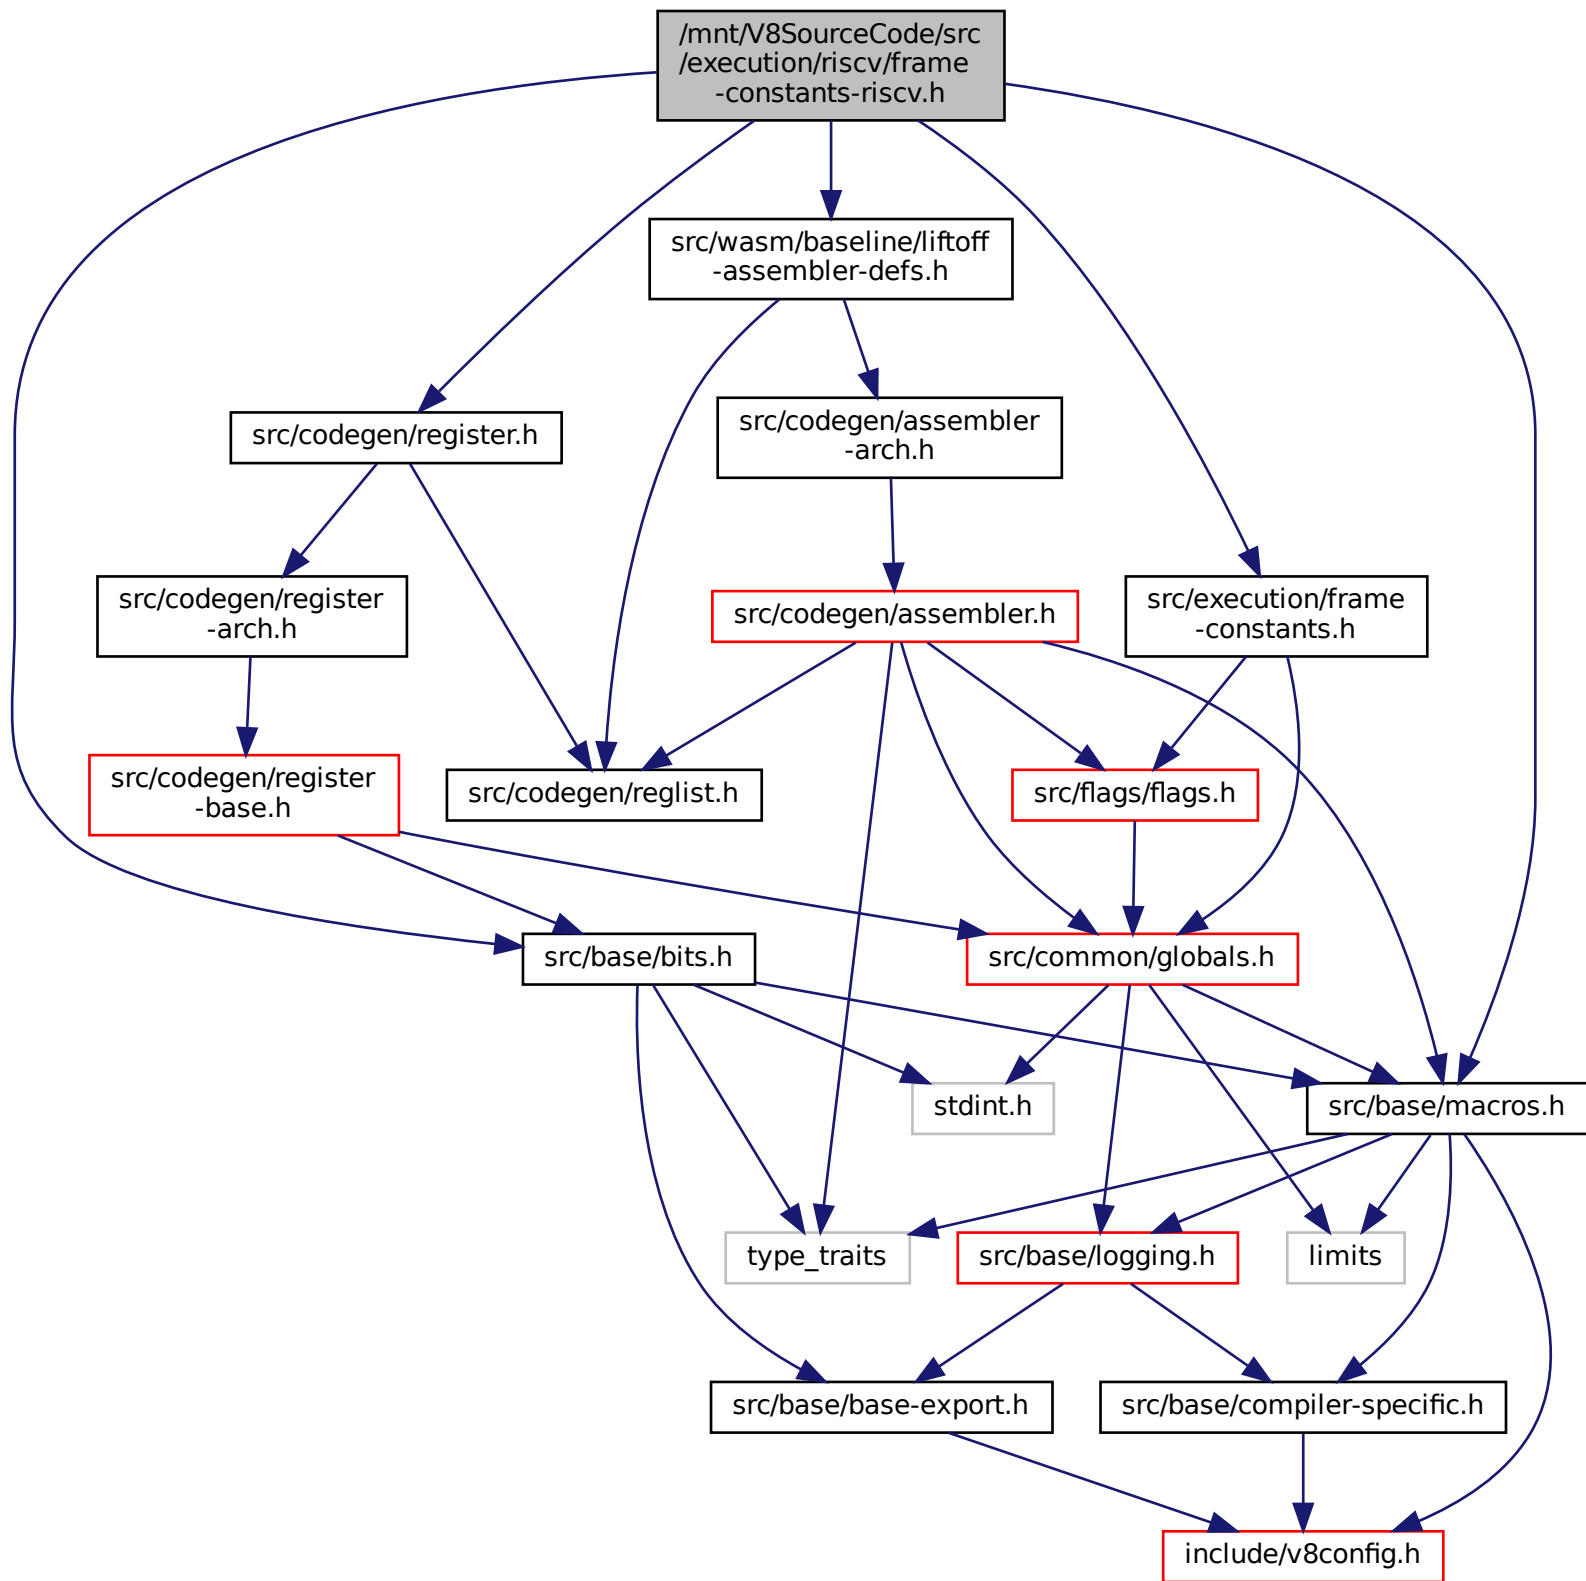 /mnt/V8SourceCode/src
/execution/riscv/frame
-constants-riscv.h
src/wasm/baseline/liftoff
-assembler-defs.h
src/codegen/register.h
src/codegen/assembler
-arch.h
src/codegen/register
-arch.h
src/codegen/assembler.h
src/execution/frame
-constants.h
src/codegen/register
-base.h
src/codegen/reglist.h
src/flags/flags.h
src/base/bits.h
src/common/globals.h
stdint.h
src/base/macros.h
type_traits
src/base/logging.h
limits
src/base/base-export.h
src/base/compiler-specific.h
include/v8config.h